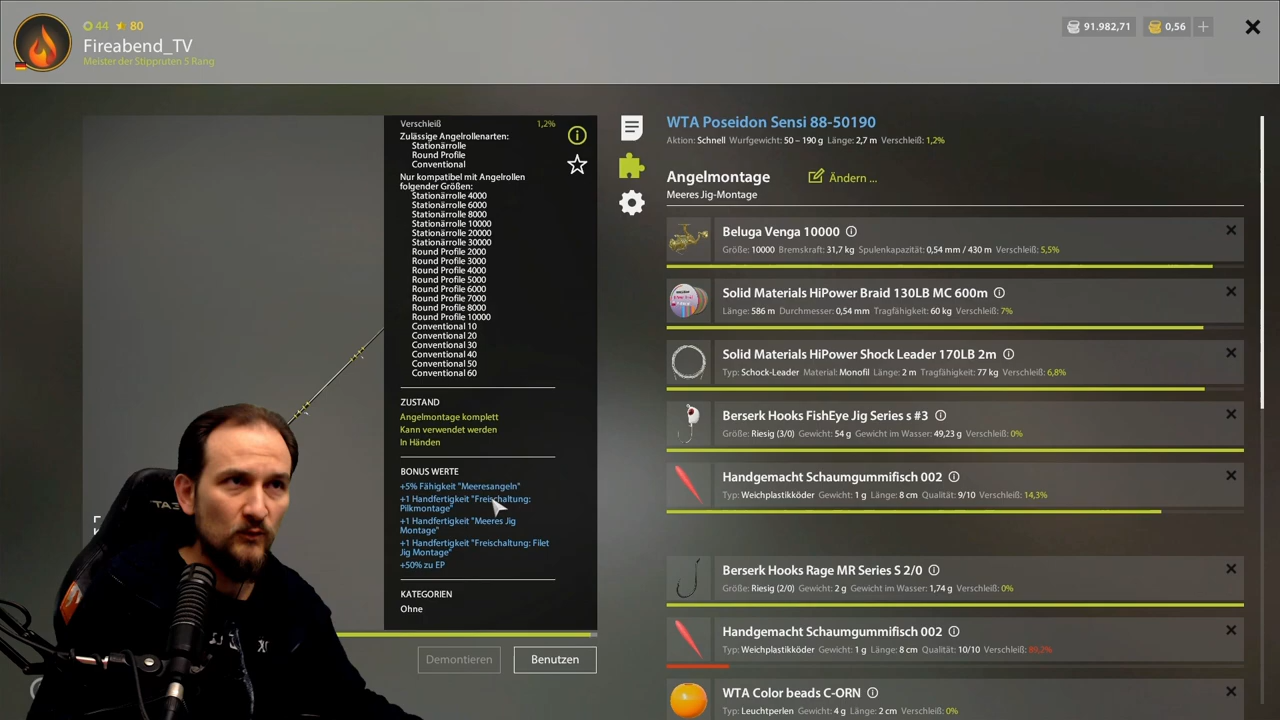 44 80
Fireabend_TV
Meister der Stippruten 5 Rang
91.982,71
0,56
Verschleiß 1,2%
Zulässige Angelrollenarten:
Stationärrolle
Round Profile
Conventional
Nur kompatibel mit Angelrollen
folgender Größen:
Stationärrolle 4000
Stationärrolle 6000
Stationärrolle 8000
Stationärrolle 10000
Stationärrolle 20000
Stationärrolle 30000
Round Profile 2000
Round Profile 3000
Round Profile 4000
Round Profile 5000
Round Profile 6000
Round Profile 7000
Round Profile 8000
Round Profile 10000
Conventional 10
Conventional 20
Conventional 30
Conventional 40
Conventional 50
Conventional 60
ZUSTAND
Angelmontage komplett
Kann verwendet werden
In Händen
BONUS WERTE
+5% Fähigkeit "Meeresangeln"
+1 Handfertigkeit "Freischaltung:
Pilkmontage"
+1 Handfertigkeit "Meeres Jig
Montage"
+1 Handfertigkeit "Freischaltung: Filet
Jig Montage"
+50% zu EP
KATEGORIEN
Ohne
Demontieren
Benutzen
WTA Poseidon Sensi 88-50190
Aktion: Schnell Wurfgewicht: 50 – 190 g Länge: 2,7 m Verschleiß: 1,2%
Angelmontage
Ändern ...
Meeres Jig-Montage
Beluga Venga 10000
Größe: 10000 Bremskraft: 31,7 kg Spulenkapazität: 0,54 mm / 430 m Verschleiß: 5,5%
Solid Materials HiPower Braid 130LB MC 600m
Länge: 586 m Durchmesser: 0,54 mm Tragfähigkeit: 60 kg Verschleiß: 7%
Solid Materials HiPower Shock Leader 170LB 2m
Typ: Schock-Leader Material: Monofil Länge: 2 m Tragfähigkeit: 77 kg Verschleiß: 6,8%
Berserk Hooks FishEye Jig Series s #3
Größe: Riesig (3/0) Gewicht: 54 g Gewicht im Wasser: 49,23 g Verschleiß: 0%
Handgemacht Schaumgummifisch 002
Typ: Weichplastikköder Gewicht: 1 g Länge: 8 cm Qualität: 9/10 Verschleiß: 14,3%
Berserk Hooks Rage MR Series S 2/0
Größe: Riesig (2/0) Gewicht: 2 g Gewicht im Wasser: 1,74 g Verschleiß: 0%
Handgemacht Schaumgummifisch 002
Typ: Weichplastikköder Gewicht: 1 g Länge: 8 cm Qualität: 10/10 Verschleiß: 89,2%
WTA Color beads C-ORN
Typ: Leuchtperlen Gewicht: 4 g Länge: 2 cm Verschleiß: 0%